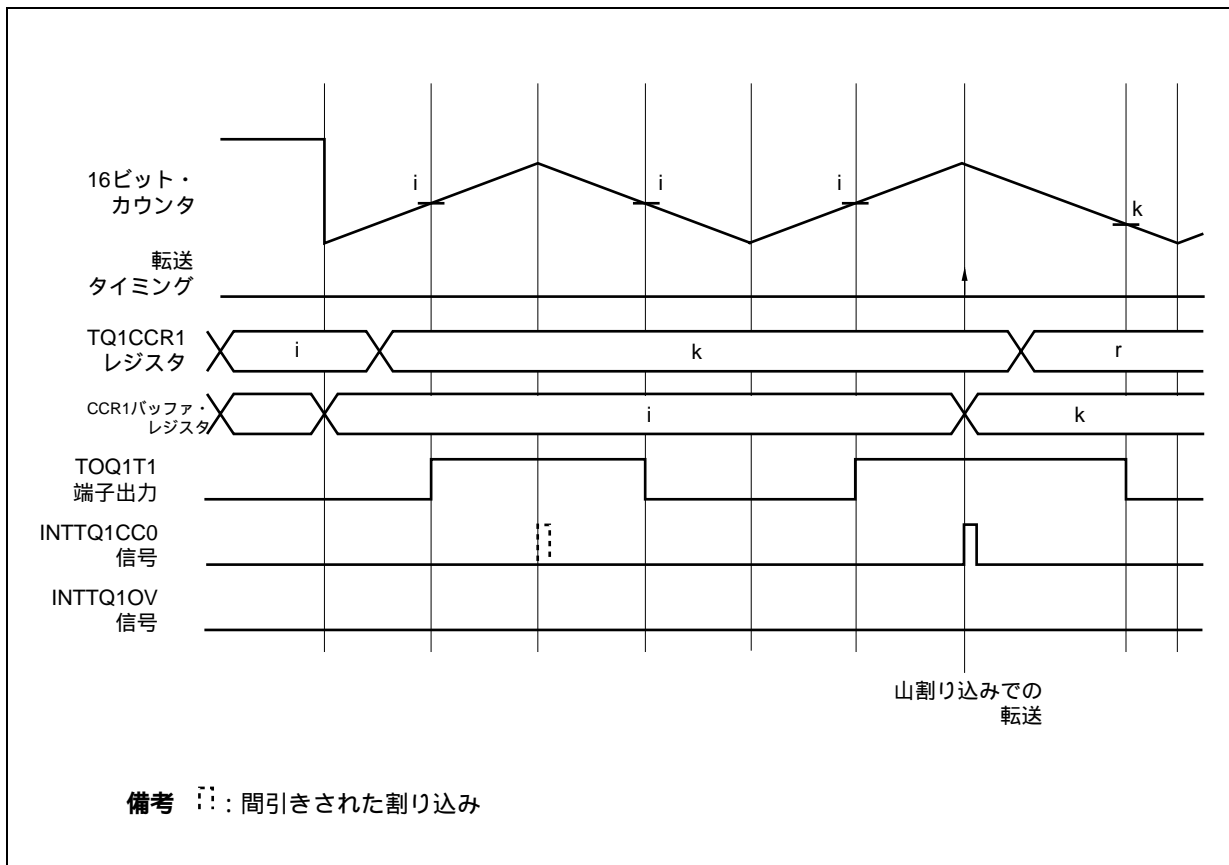 16ビット・
カウンタ
i
i
i
k
転送
タイミング
TQ1CCR1
レジスタ
i
k
r
CCR1バッファ・
レジスタ
i
k
TOQ1T1
端子出力
INTTQ1CC0
信号
INTTQ1OV
信号
山割り込みでの
転送
備考 : 間引きされた割り込み